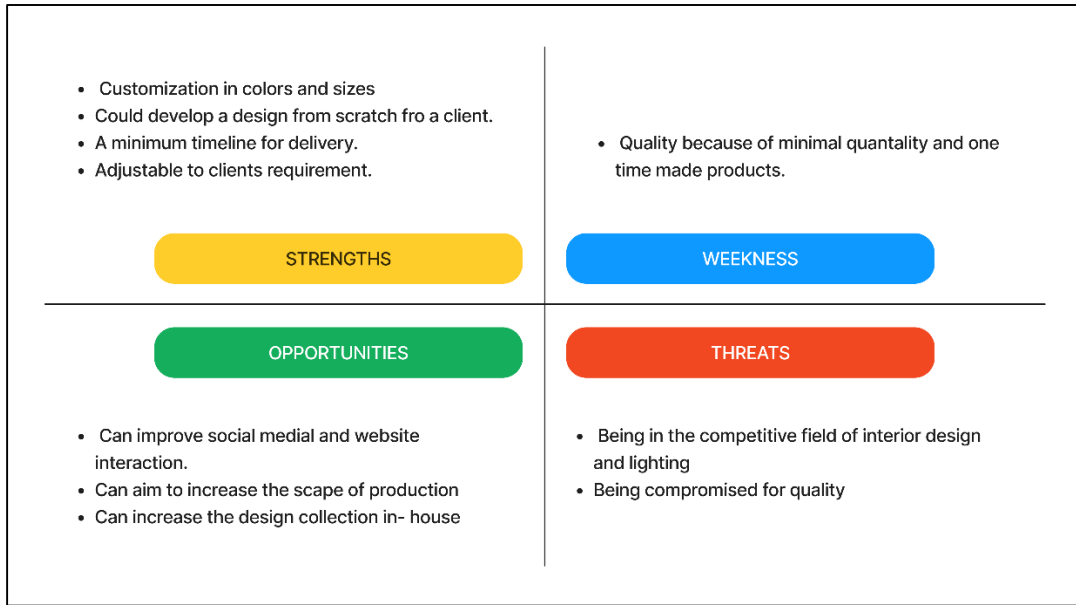 • Customization in colors and sizes
• Could develop a design from scratch fro a client.
• A minimum timeline for delivery.
• Adjustable to clients requirement.
STRENGTHS
• Quality because of minimal quantality and one
time made products.
WEEKNESS
OPPORTUNITIES
• Can improve social medial and website
interaction.
• Can aim to increase the scape of production
• Can increase the design collection in- house
THREATS
• Being in the competitive field of interior design
and lighting
• Being compromised for quality